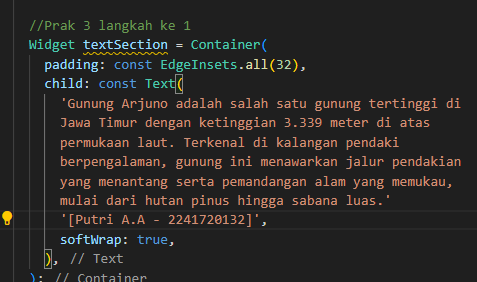 //Prak 3 langkah ke 1
Widget textSection = Container(
padding: const EdgeInsets.all(32),
child: const Text(
'Gunung Arjuno adalah salah satu gunung tertinggi di
Jawa Timur dengan ketinggian 3.339 meter di atas
permukaan laut. Terkenal di kalangan pendaki
berpengalaman, gunung ini menawarkan jalur pendakian
yang menantang serta pemandangan alam yang memukau,
mulai dari hutan pinus hingga sabana luas.'
'[Putri A.A - 2241720132]',
softWrap: true,
), // Text
); // Container